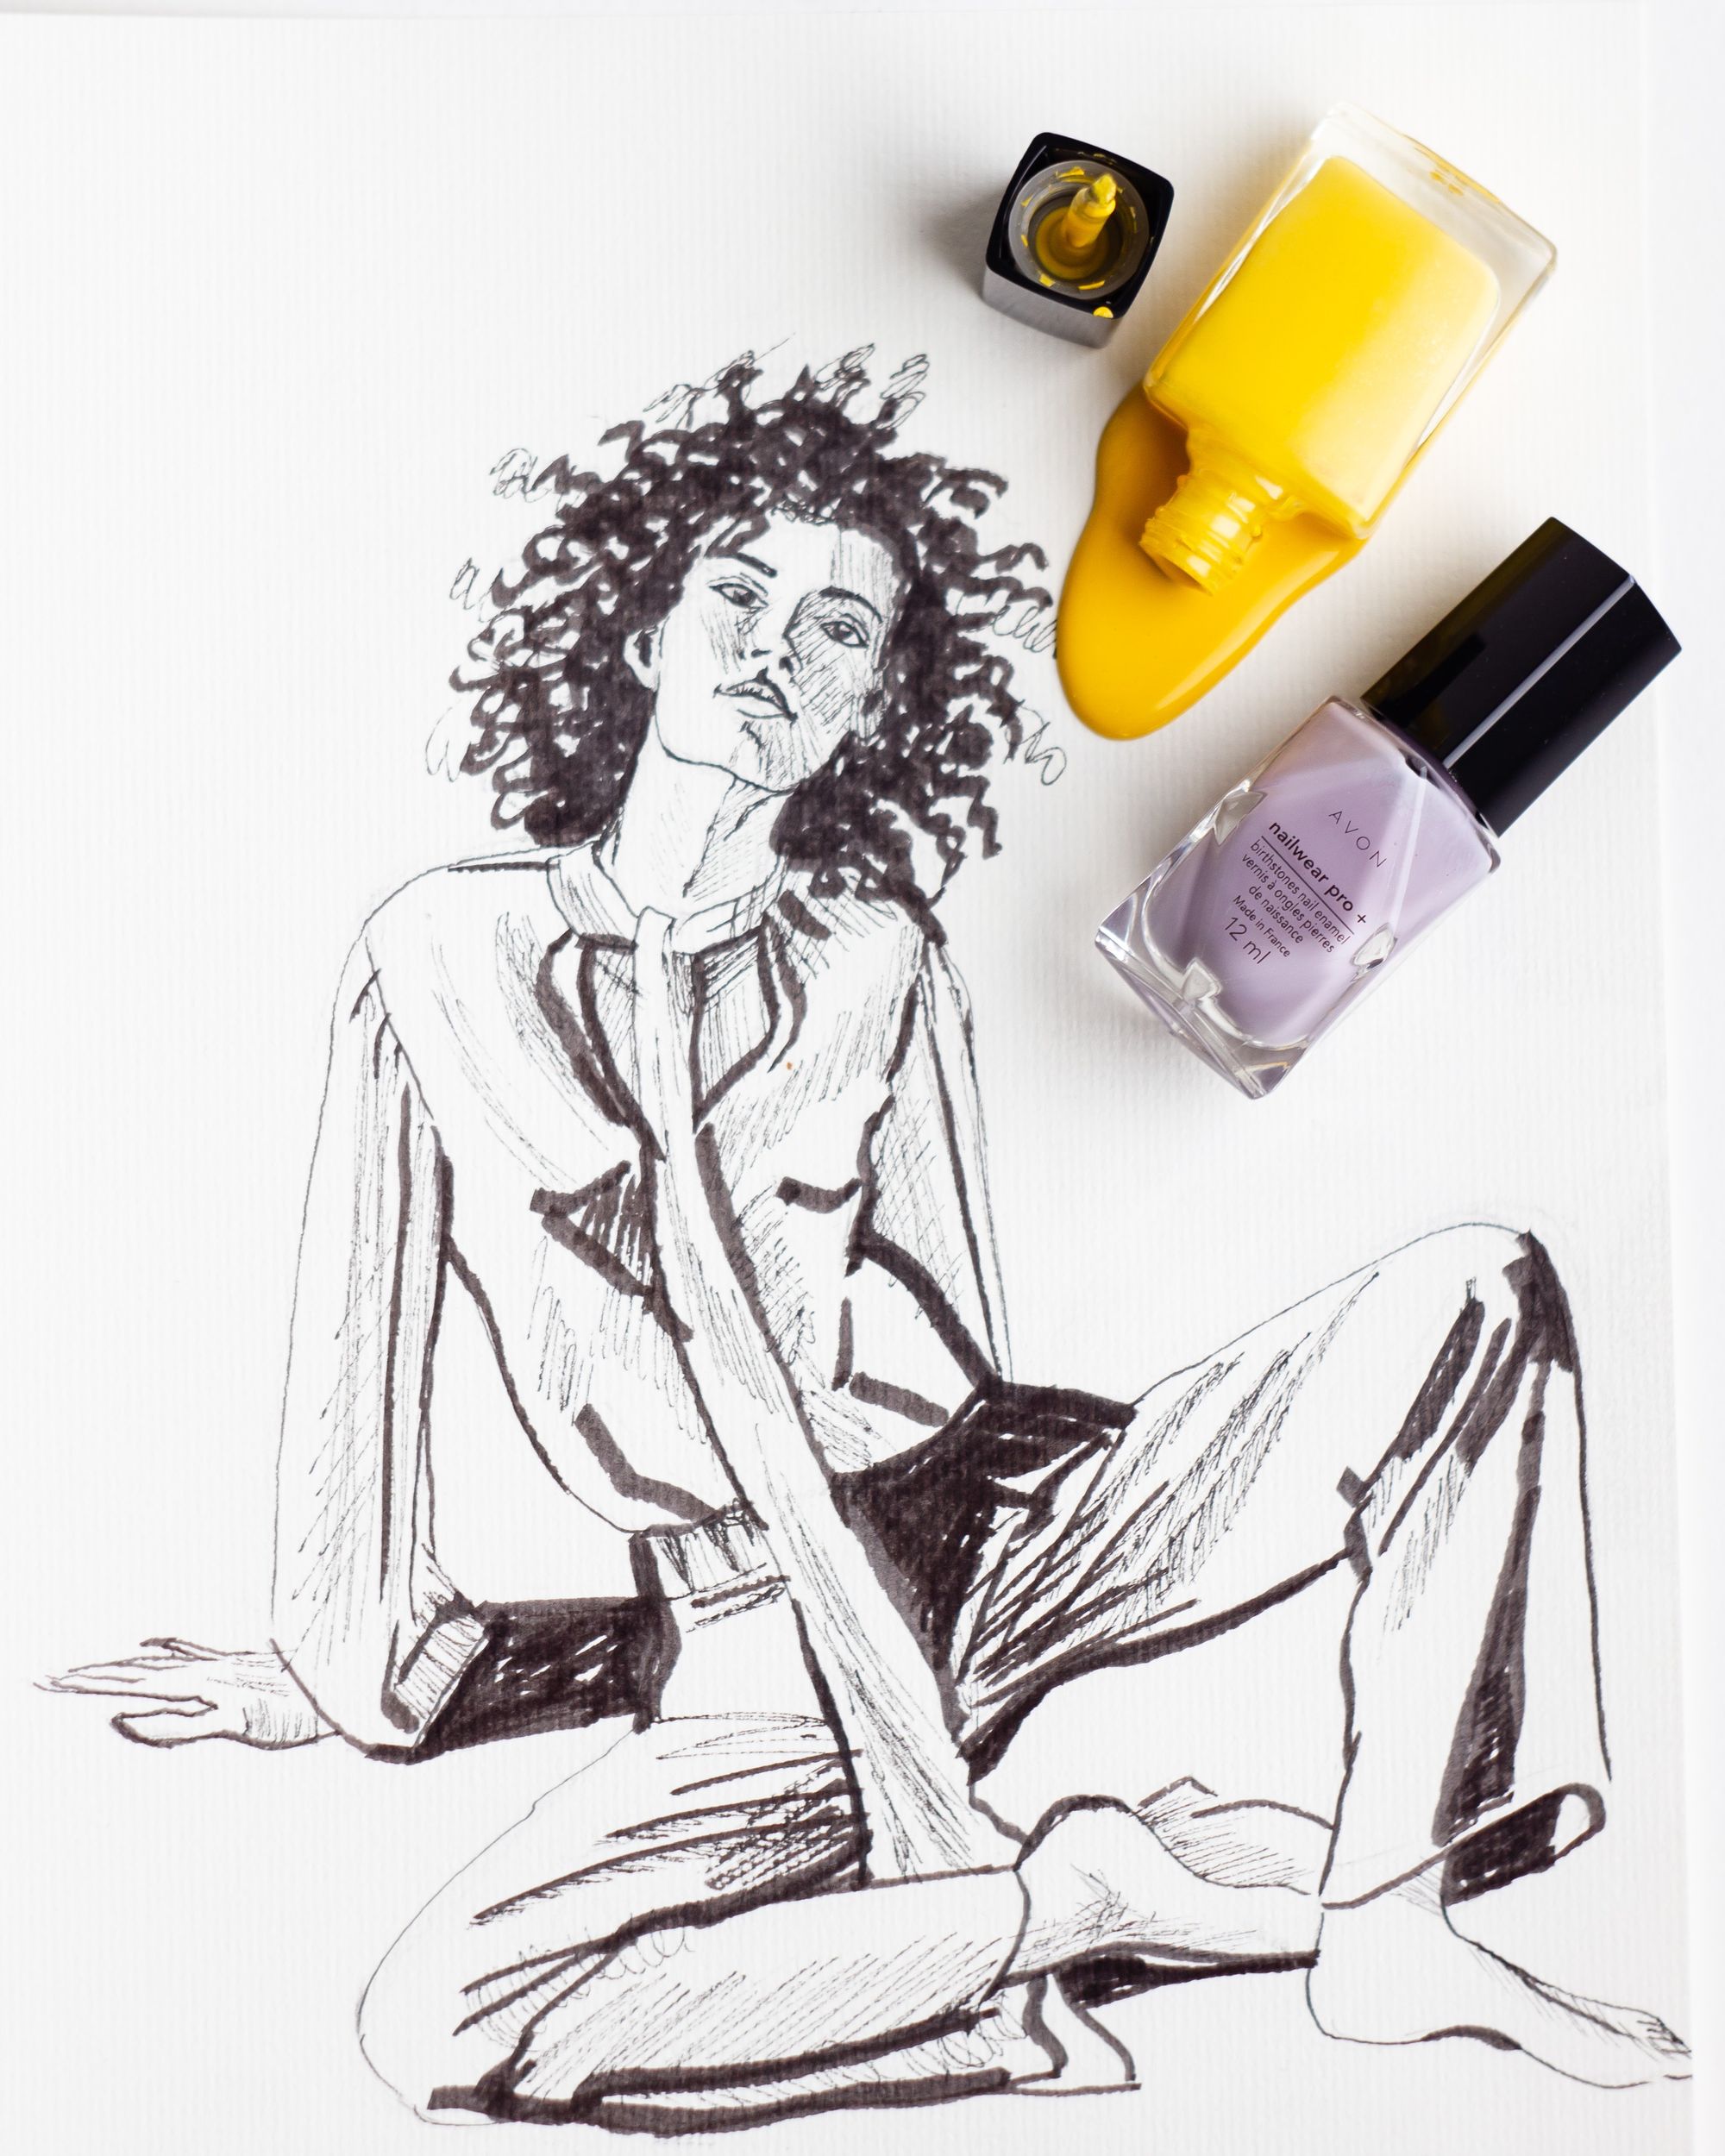 AVON
nailwear pro +
birthstones nail enamel
vernis à ongles pierres
de naissance
Made in France
12 ml